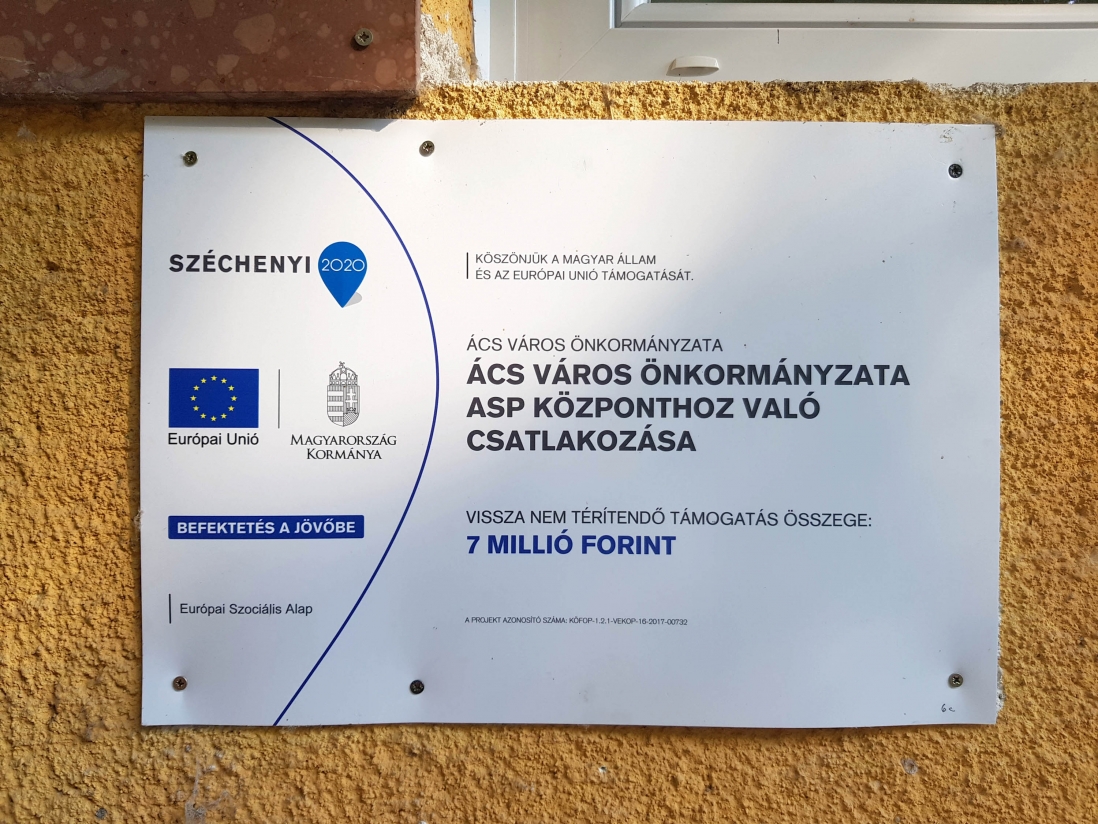 SZÉCHENYI 2020
Európai Unió
MAGYARORSZÁG
KORMÁNYA
BEFEKTETÉS A JÖVŐBE
Európai Szociális Alap
KÖSZÖNJÜK A MAGYAR ÁLLAM
ÉS AZ EURÓPAI UNIÓ TÁMOGATÁSÁT.
ÁCS VÁROS ÖNKORMÁNYZATA
ÁCS VÁROS ÖNKORMÁNYZATA
ASP KÖZPONTHOZ VALÓ
CSATLAKOZÁSA
VISSZA NEM TÉRÍTENDŐ TÁMOGATÁS ÖSSZEGE:
7 MILLIÓ FORINT
A PROJEKT AZONOSÍTÓ SZÁMA: KÖFOP-1.2.1-VEKOP-16-2017-00732